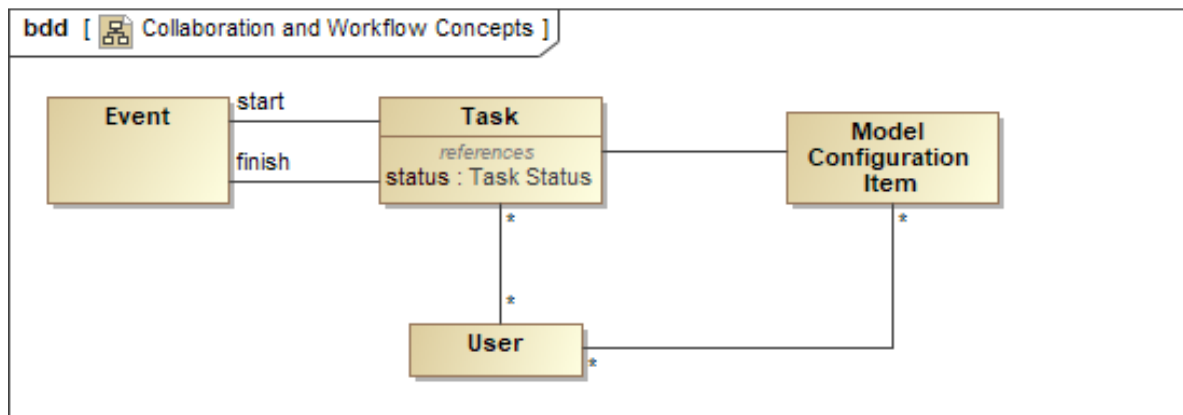 bdd [ Collaboration and Workflow Concepts ]
Event
start
finish
Task
references
status : Task Status
Model
Configuration
Item
*
*
*
*
User